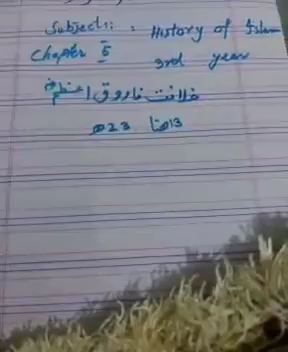 Subject: : History of Islam
Chapter 5 3rd year
خلافت فاروق اعظمؓ
13ھ تا 23ھ